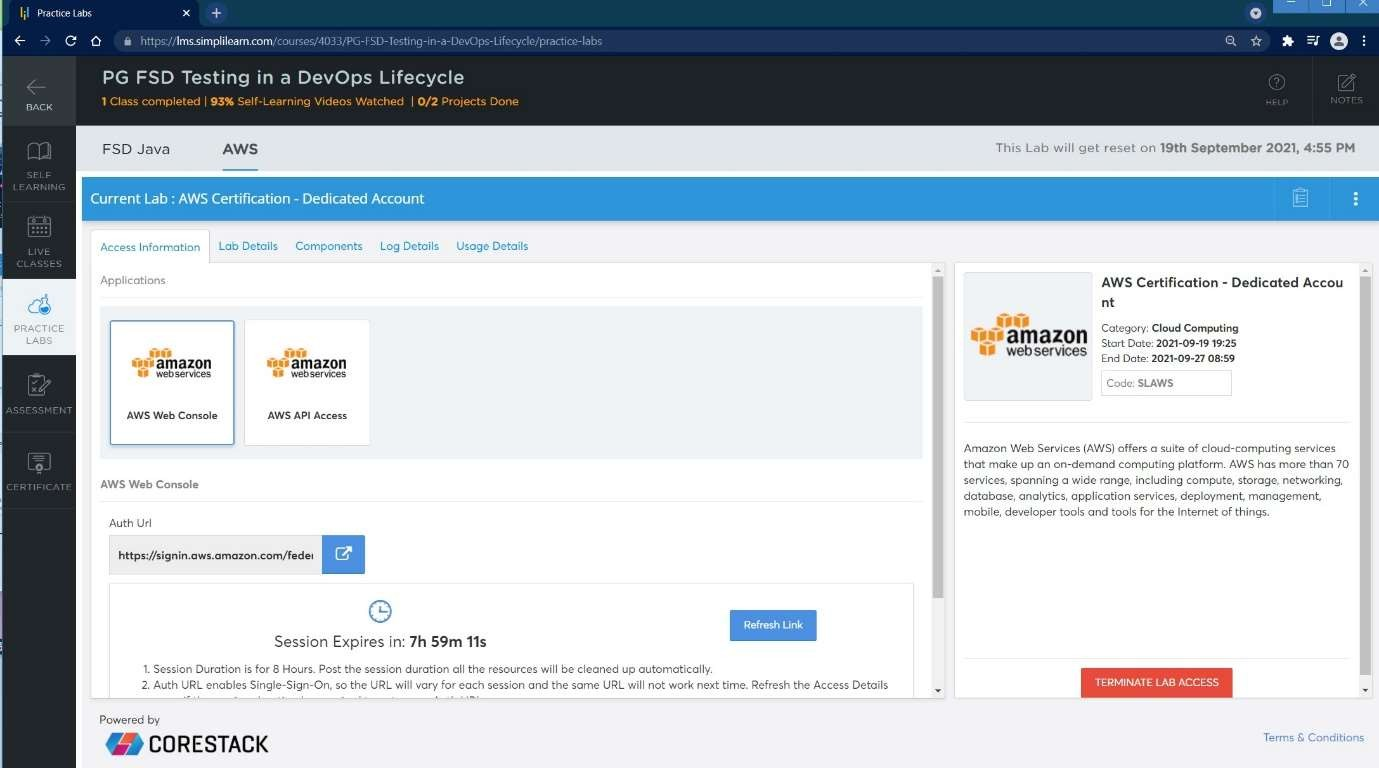 Practice Labs
https://lms.simplilearn.com/courses/4033/PG-FSD-Testing-in-a-DevOps-Lifecycle/practice-labs
BACK
PG FSD Testing in a DevOps Lifecycle
1 Class completed | 93% Self-Learning Videos Watched | 0/2 Projects Done
HELP
NOTES
SELF
LEARNING
LIVE
CLASSES
PRACTICE
LABS
ASSESSMENT
CERTIFICATE
FSD Java
AWS
This Lab will get reset on 19th September 2021, 4:55 PM
Current Lab : AWS Certification - Dedicated Account
Access Information
Lab Details
Components
Log Details
Usage Details
Applications
amazon
webservices
AWS Web Console
amazon
webservices
AWS API Access
AWS Web Console
Auth Url
https://signin.aws.amazon.com/feder
Session Expires in: 7h 59m 11s
Refresh Link
1. Session Duration is for 8 Hours. Post the session duration all the resources will be cleaned up automatically.
2. Auth URL enables Single-Sign-On, so the URL will vary for each session and the same URL will not work next time. Refresh the Access Details
amazon
webservices
AWS Certification - Dedicated Accou
nt
Category: Cloud Computing
Start Date: 2021-09-19 19:25
End Date: 2021-09-27 08:59
Code: SLAWS
Amazon Web Services (AWS) offers a suite of cloud-computing services
that make up an on-demand computing platform. AWS has more than 70
services, spanning a wide range, including compute, storage, networking,
database, analytics, application services, deployment, management,
mobile, developer tools and tools for the Internet of things.
TERMINATE LAB ACCESS
Powered by
CORESTACK
Terms & Conditions